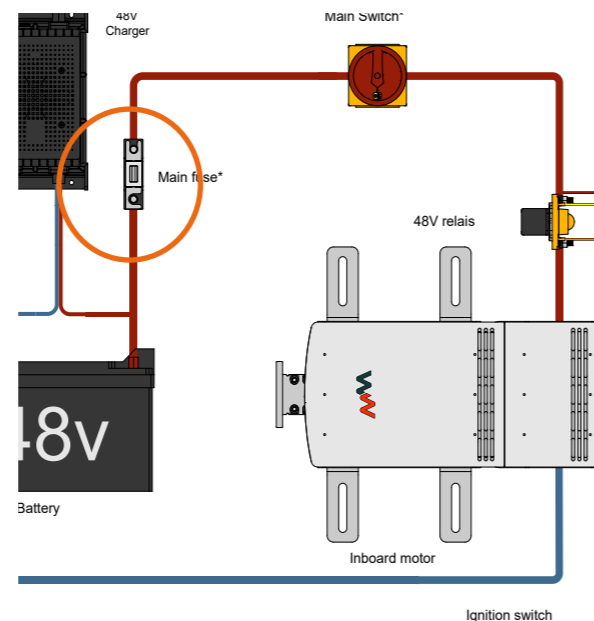 48V
Charger
Main Switch*
Main fuse*
48V relais
48v
Battery
Inboard motor
Ignition switch